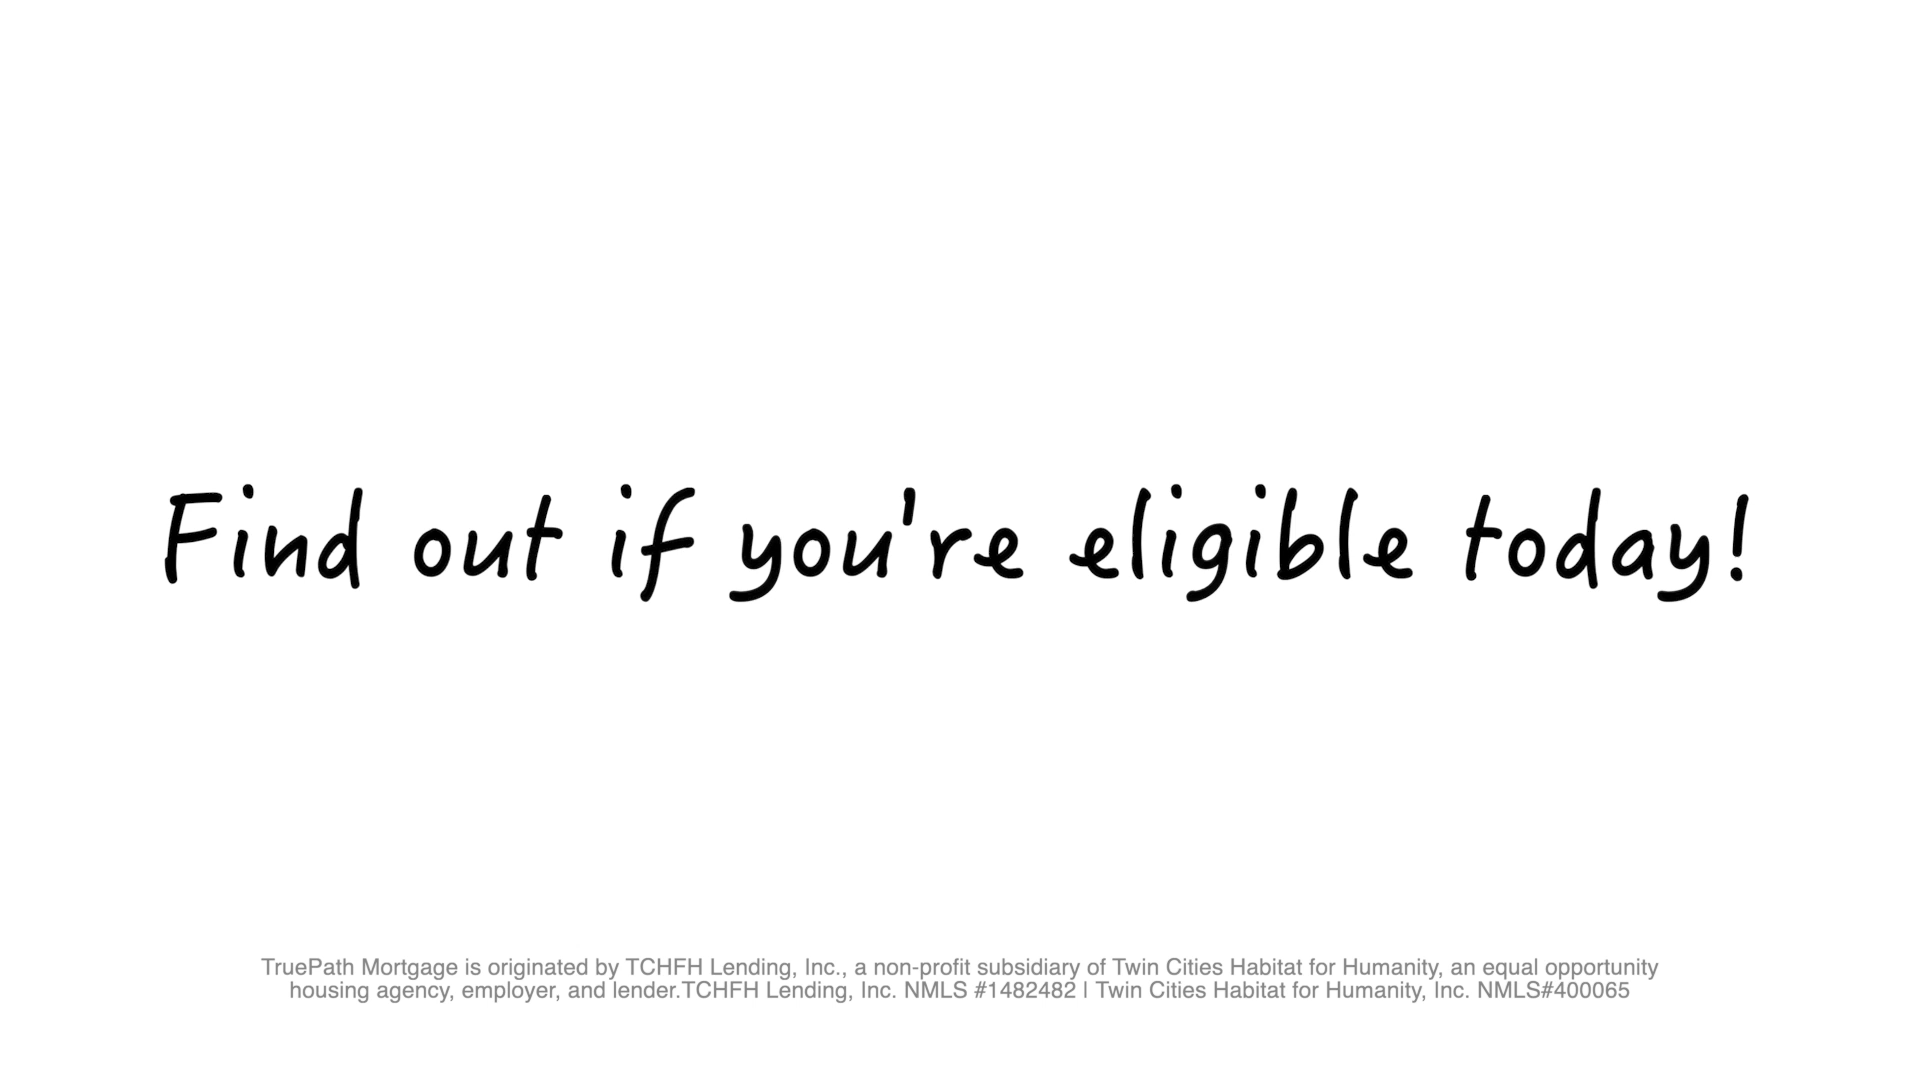 Find out if you're eligible today!
TruePath Mortgage is originated by TCHFH Lending, Inc., a non-profit subsidiary of Twin Cities Habitat for Humanity, an equal opportunity
housing agency, employer, and lender.TCHFH Lending, Inc. NMLS #1482482 | Twin Cities Habitat for Humanity, Inc. NMLS#400065